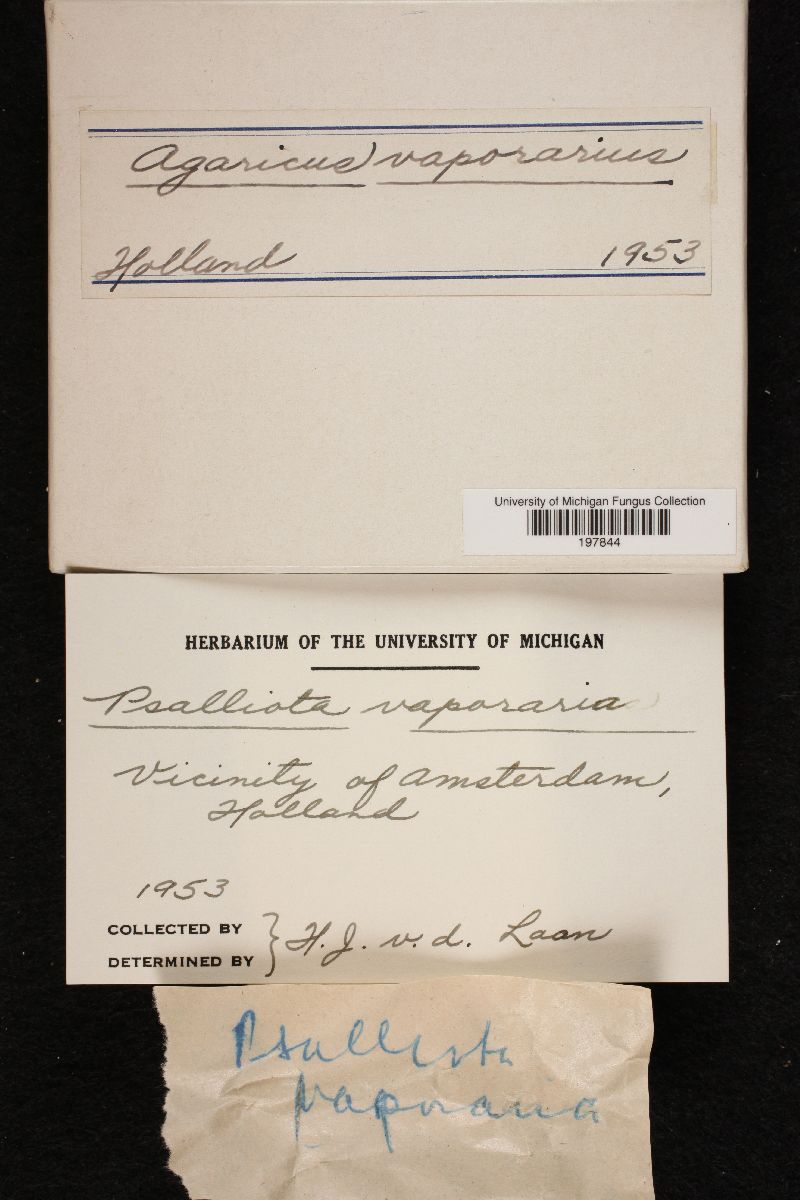 Agaricus vaporarius
Holland 1953
University of Michigan Fungus Collection
197844
HERBARIUM OF THE UNIVERSITY OF MICHIGAN
Psalliota vaporaria
Vicinity of Amsterdam,
Holland
1953
COLLECTED BY
DETERMINED BY } H. J. v. d. Laan
Psalliota
vaporaria